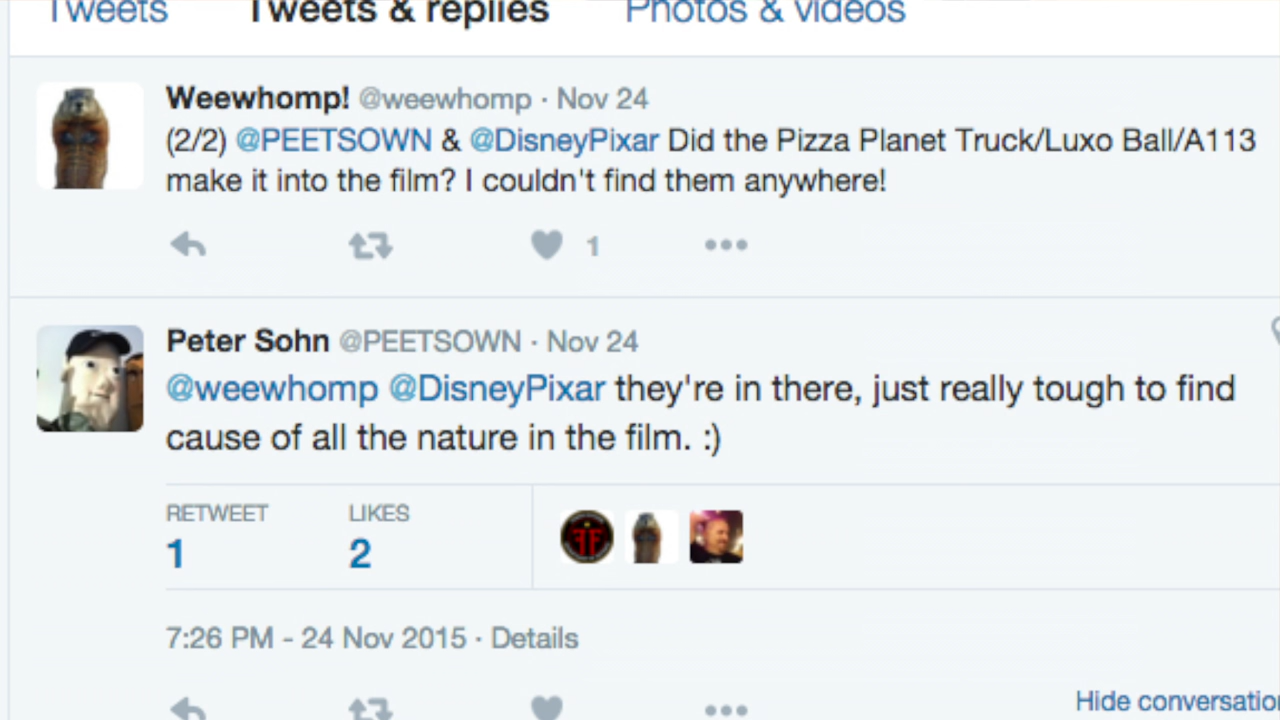 Tweets Tweets & replies Photos & videos
Weewhomp! @weewhomp · Nov 24
(2/2) @PEETSOWN & @DisneyPixar Did the Pizza Planet Truck/Luxo Ball/A113
make it into the film? I couldn't find them anywhere!
1
Peter Sohn @PEETSOWN · Nov 24
@weewhomp @DisneyPixar they're in there, just really tough to find
cause of all the nature in the film. :)
RETWEET LIKES
1 2
7:26 PM - 24 Nov 2015 · Details
Hide conversatio